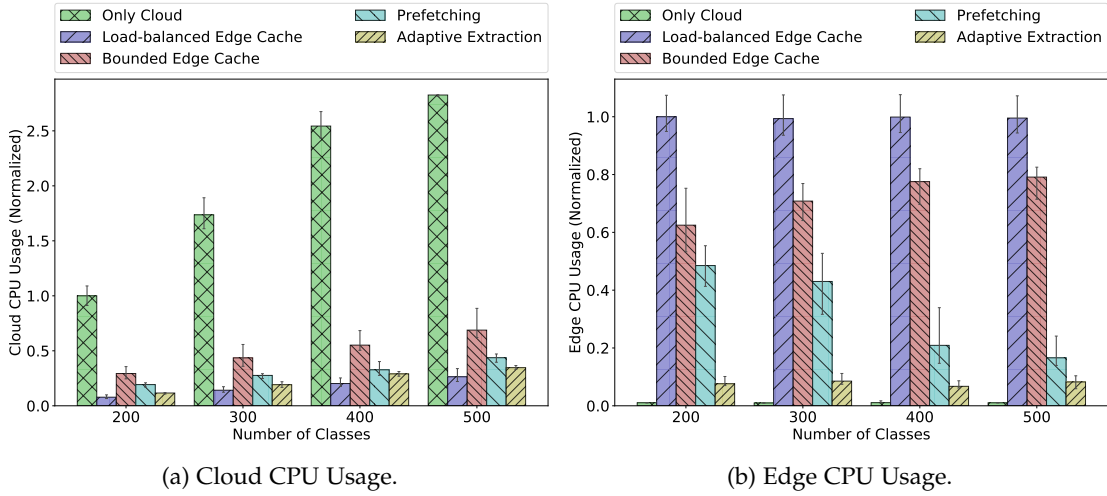 Only Cloud
Load-balanced Edge Cache
Bounded Edge Cache
Prefetching
Adaptive Extraction
Cloud CPU Usage (Normalized)
2.5
2.0
1.5
1.0
0.5
0.0
200 300 400 500
Number of Classes
(a) Cloud CPU Usage.
Only Cloud
Load-balanced Edge Cache
Bounded Edge Cache
Prefetching
Adaptive Extraction
Edge CPU Usage (Normalized)
1.0
0.8
0.6
0.4
0.2
0.0
200 300 400 500
Number of Classes
(b) Edge CPU Usage.